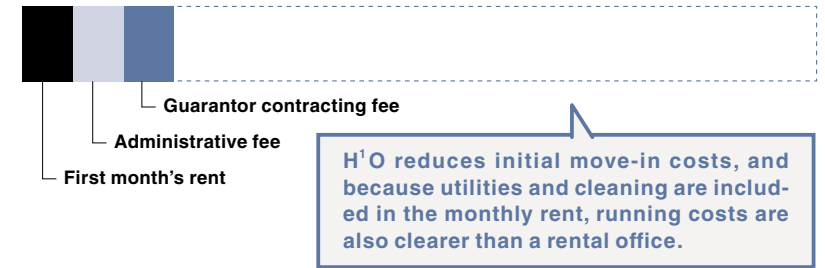 Guarantor contracting fee
Administrative fee
First month's rent
H¹O reduces initial move-in costs, and
because utilities and cleaning are includ-
ed in the monthly rent, running costs are
also clearer than a rental office.